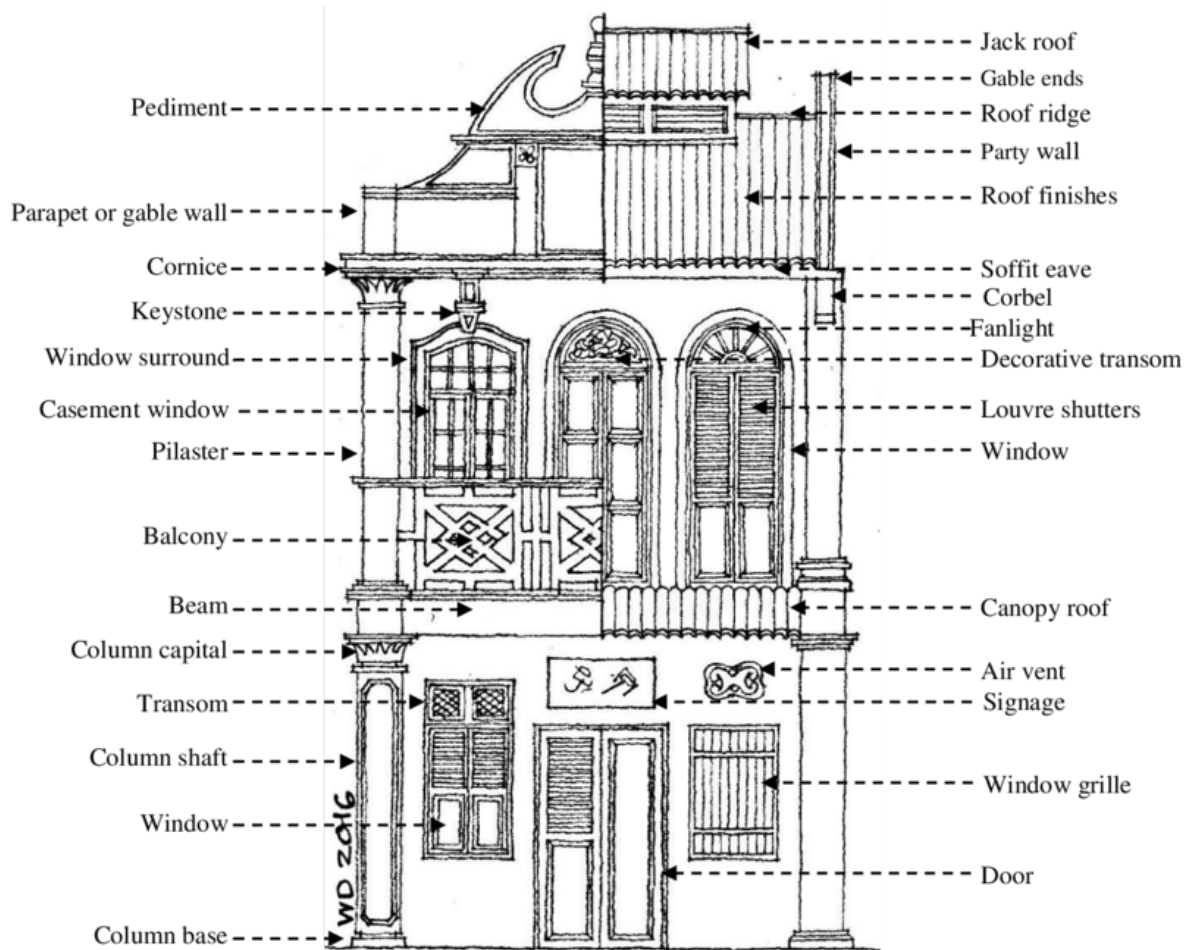 Pediment
Parapet or gable wall
Cornice
Keystone
Window surround
Casement window
Pilaster
Balcony
Beam
Column capital
Transom
Column shaft
Window
Column base
WD 2016
Jack roof
Gable ends
Roof ridge
Party wall
Roof finishes
Soffit eave
Corbel
Fanlight
Decorative transom
Louvre shutters
Window
Canopy roof
Air vent
Signage
Window grille
Door